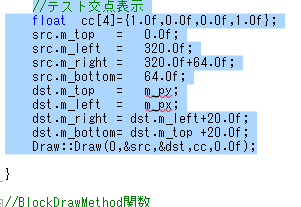 //テスト交点表示
float cc[4]={1.0f,0.0f,0.0f,1.0f};
src.m_top = 0.0f;
src.m_left = 320.0f;
src.m_right = 320.0f+64.0f;
src.m_bottom= 64.0f;
dst.m_top = m_py;
dst.m_left = m_px;
dst.m_right = dst.m_left+20.0f;
dst.m_bottom= dst.m_top +20.0f;
Draw::Draw(0,&src,&dst,cc,0.0f);
}
//BlockDrawMethod関数